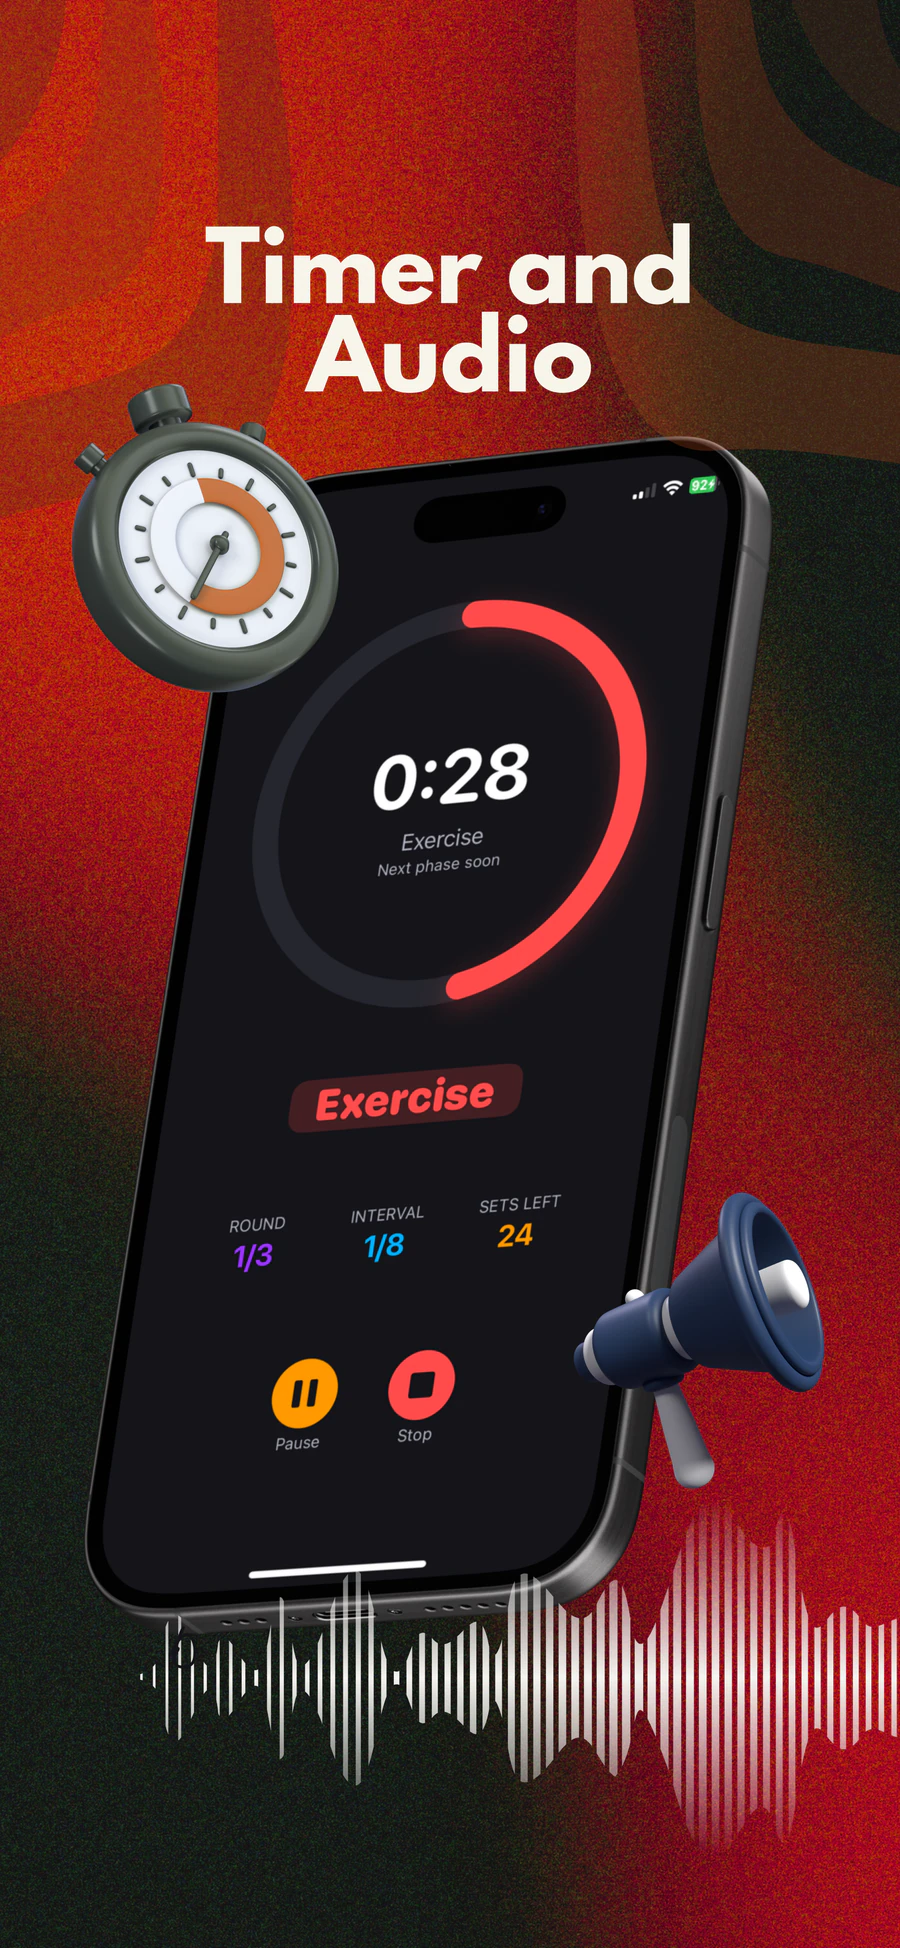 Timer and
Audio
92
0:28
Exercise
Next phase soon
Exercise
ROUND
INTERVAL
SETS LEFT
1/3
1/8
24
Pause
Stop